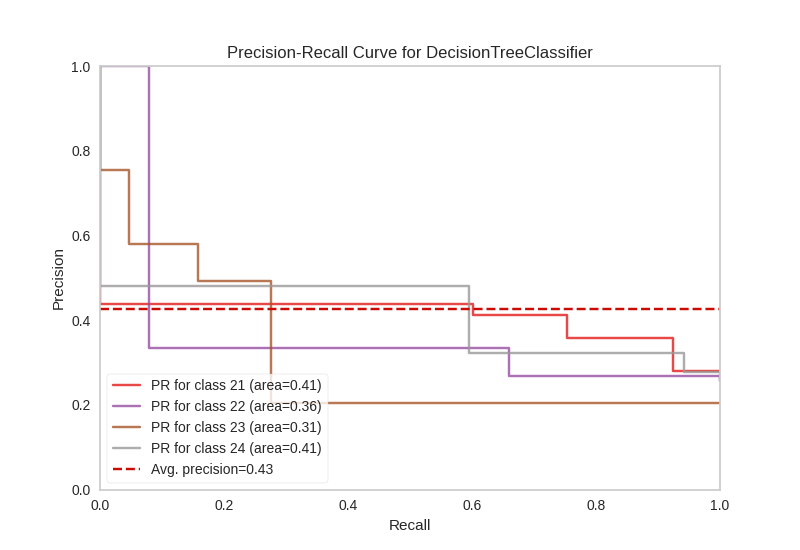 Precision-Recall Curve for DecisionTreeClassifier
1.0
0.8
0.6
0.4
0.2
0.0
Precision
PR for class 21 (area=0.41)
PR for class 22 (area=0.36)
PR for class 23 (area=0.31)
PR for class 24 (area=0.41)
Avg. precision=0.43
0.0 0.2 0.4 0.6 0.8 1.0
Recall